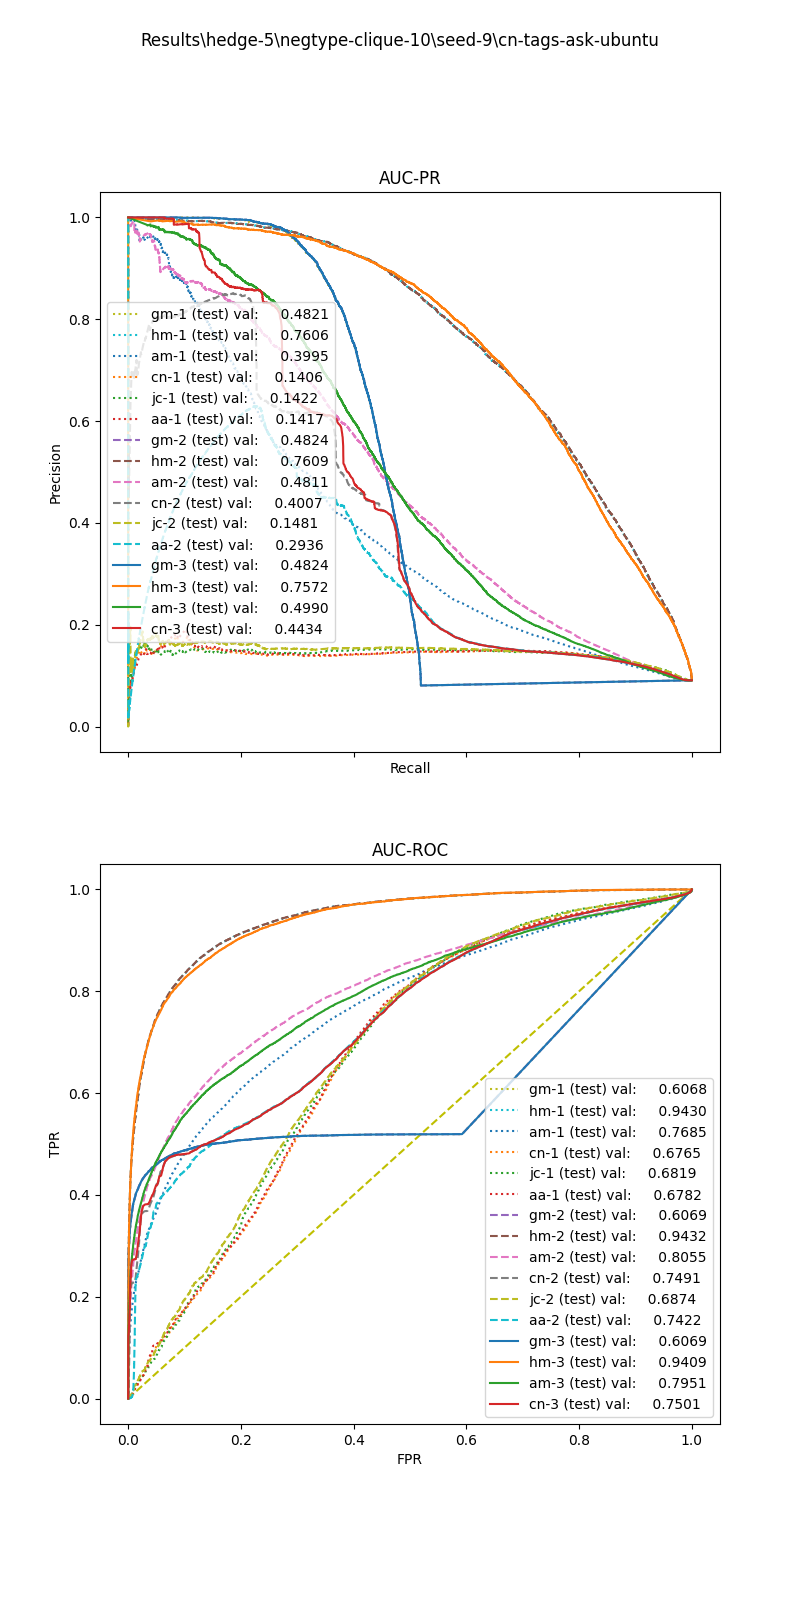 Results\hedge-5\negtype-clique-10\seed-9\cn-tags-ask-ubuntu
AUC-PR
1.0
0.8
0.6
0.4
0.2
0.0
Precision
gm-1 (test) val: 0.4821
hm-1 (test) val: 0.7606
am-1 (test) val: 0.3995
cn-1 (test) val: 0.1406
jc-1 (test) val: 0.1422
aa-1 (test) val: 0.1417
gm-2 (test) val: 0.4824
hm-2 (test) val: 0.7609
am-2 (test) val: 0.4811
cn-2 (test) val: 0.4007
jc-2 (test) val: 0.1481
aa-2 (test) val: 0.2936
gm-3 (test) val: 0.4824
hm-3 (test) val: 0.7572
am-3 (test) val: 0.4990
cn-3 (test) val: 0.4434
Recall
AUC-ROC
1.0
0.8
0.6
0.4
0.2
0.0
TPR
gm-1 (test) val: 0.6068
hm-1 (test) val: 0.9430
am-1 (test) val: 0.7685
cn-1 (test) val: 0.6765
jc-1 (test) val: 0.6819
aa-1 (test) val: 0.6782
gm-2 (test) val: 0.6069
hm-2 (test) val: 0.9432
am-2 (test) val: 0.8055
cn-2 (test) val: 0.7491
jc-2 (test) val: 0.6874
aa-2 (test) val: 0.7422
gm-3 (test) val: 0.6069
hm-3 (test) val: 0.9409
am-3 (test) val: 0.7951
cn-3 (test) val: 0.7501
0.0 0.2 0.4 0.6 0.8 1.0
FPR